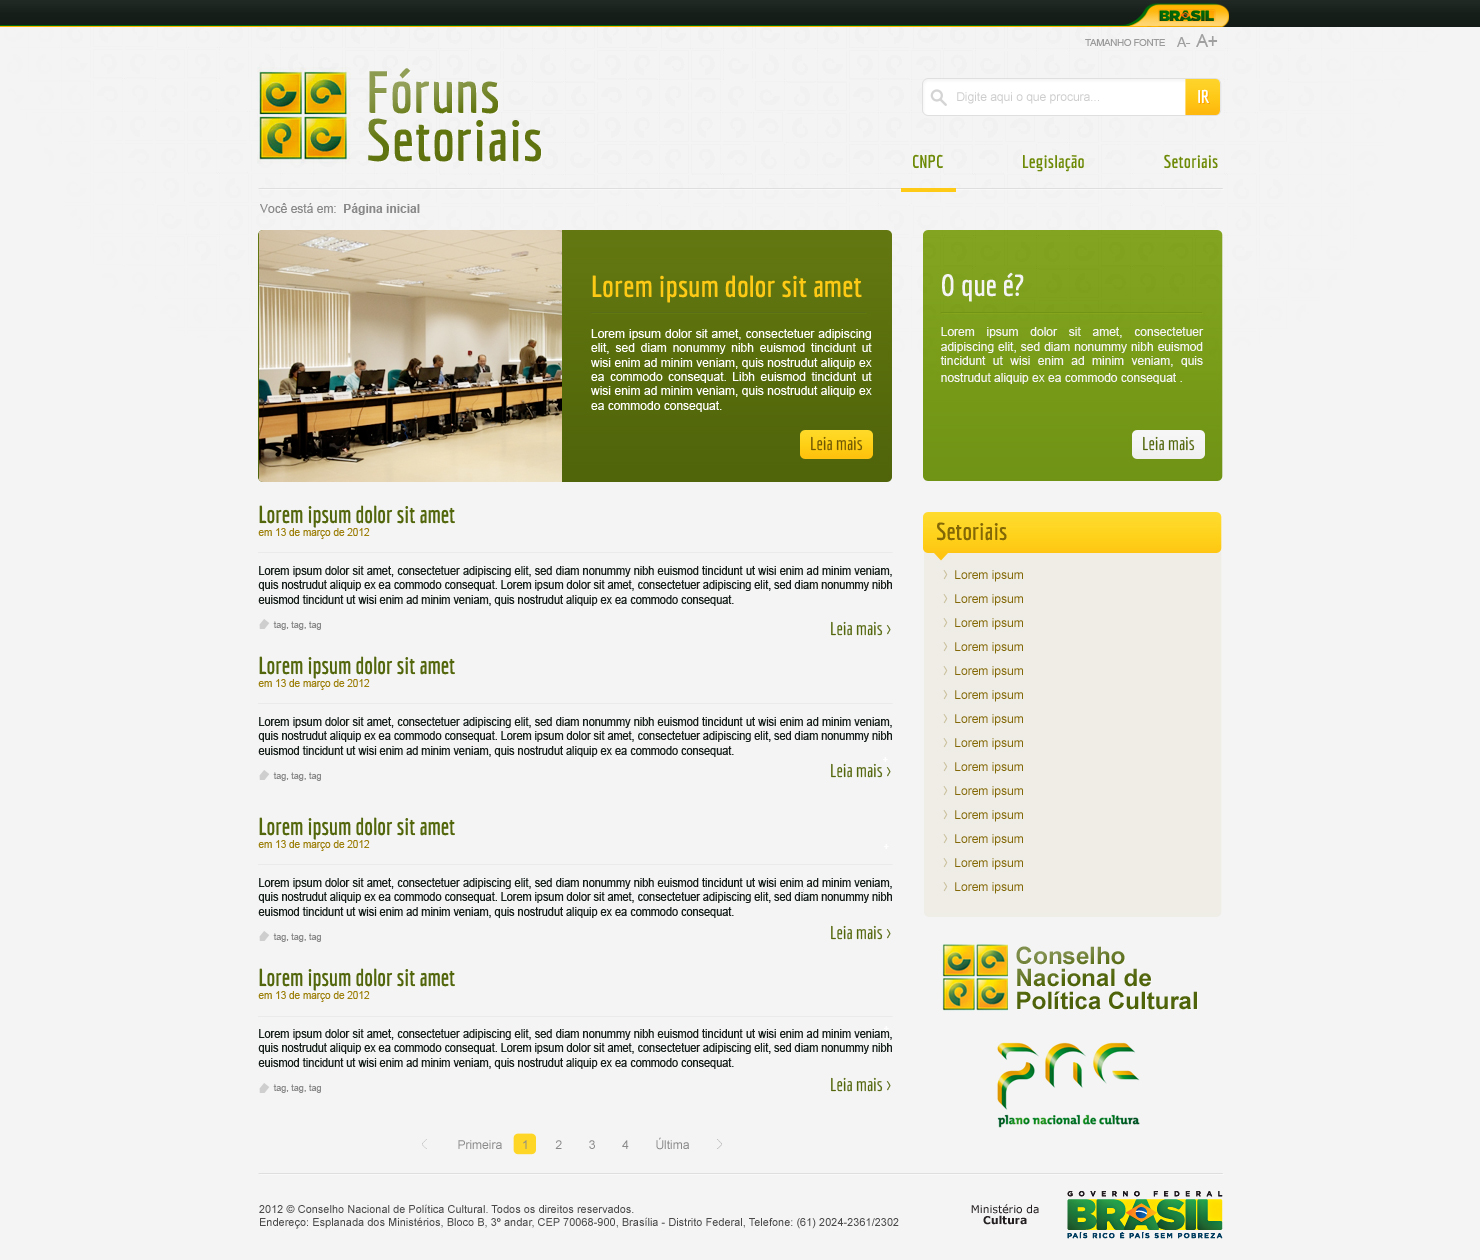 BRASIL
TAMANHO FONTE A- A+
Fóruns
Setoriais
Digite aqui o que procura...
IR
CNPC
Legislação
Setoriais
Você está em: Página inicial
Lorem ipsum dolor sit amet
Lorem ipsum dolor sit amet, consectetuer adipiscing
elit, sed diam nonummy nibh euismod tincidunt ut
wisi enim ad minim veniam, quis nostrudut aliquip ex
ea commodo consequat. Libh euismod tincidunt ut
wisi enim ad minim veniam, quis nostrudut aliquip ex
ea commodo consequat.
Leia mais
O que é?
Lorem ipsum dolor sit amet, consectetuer
adipiscing elit, sed diam nonummy nibh euismod
tincidunt ut wisi enim ad minim veniam, quis
nostrudut aliquip ex ea commodo consequat .
Leia mais
Lorem ipsum dolor sit amet
em 13 de março de 2012
Lorem ipsum dolor sit amet, consectetuer adipiscing elit, sed diam nonummy nibh euismod tincidunt ut wisi enim ad minim veniam,
quis nostrudut aliquip ex ea commodo consequat. Lorem ipsum dolor sit amet, consectetuer adipiscing elit, sed diam nonummy nibh
euismod tincidunt ut wisi enim ad minim veniam, quis nostrudut aliquip ex ea commodo consequat.
tag, tag, tag
Leia mais ›
Lorem ipsum dolor sit amet
em 13 de março de 2012
Lorem ipsum dolor sit amet, consectetuer adipiscing elit, sed diam nonummy nibh euismod tincidunt ut wisi enim ad minim veniam,
quis nostrudut aliquip ex ea commodo consequat. Lorem ipsum dolor sit amet, consectetuer adipiscing elit, sed diam nonummy nibh
euismod tincidunt ut wisi enim ad minim veniam, quis nostrudut aliquip ex ea commodo consequat.
tag, tag, tag
Leia mais ›
Lorem ipsum dolor sit amet
em 13 de março de 2012
Lorem ipsum dolor sit amet, consectetuer adipiscing elit, sed diam nonummy nibh euismod tincidunt ut wisi enim ad minim veniam,
quis nostrudut aliquip ex ea commodo consequat. Lorem ipsum dolor sit amet, consectetuer adipiscing elit, sed diam nonummy nibh
euismod tincidunt ut wisi enim ad minim veniam, quis nostrudut aliquip ex ea commodo consequat.
tag, tag, tag
Leia mais ›
Lorem ipsum dolor sit amet
em 13 de março de 2012
Lorem ipsum dolor sit amet, consectetuer adipiscing elit, sed diam nonummy nibh euismod tincidunt ut wisi enim ad minim veniam,
quis nostrudut aliquip ex ea commodo consequat. Lorem ipsum dolor sit amet, consectetuer adipiscing elit, sed diam nonummy nibh
euismod tincidunt ut wisi enim ad minim veniam, quis nostrudut aliquip ex ea commodo consequat.
tag, tag, tag
Leia mais ›
Primeira 1 2 3 4 Última
Setoriais
Lorem ipsum
Lorem ipsum
Lorem ipsum
Lorem ipsum
Lorem ipsum
Lorem ipsum
Lorem ipsum
Lorem ipsum
Lorem ipsum
Lorem ipsum
Lorem ipsum
Lorem ipsum
Lorem ipsum
Lorem ipsum
Conselho
Nacional de
Política Cultural
pnc
plano nacional de cultura
2012 © Conselho Nacional de Política Cultural. Todos os direitos reservados.
Endereço: Esplanada dos Ministérios, Bloco B, 3º andar, CEP 70068-900, Brasília - Distrito Federal, Telefone: (61) 2024-2361/2302
Ministério da
Cultura
GOVERNO FEDERAL
BRASIL
PAÍS RICO É PAÍS SEM POBREZA